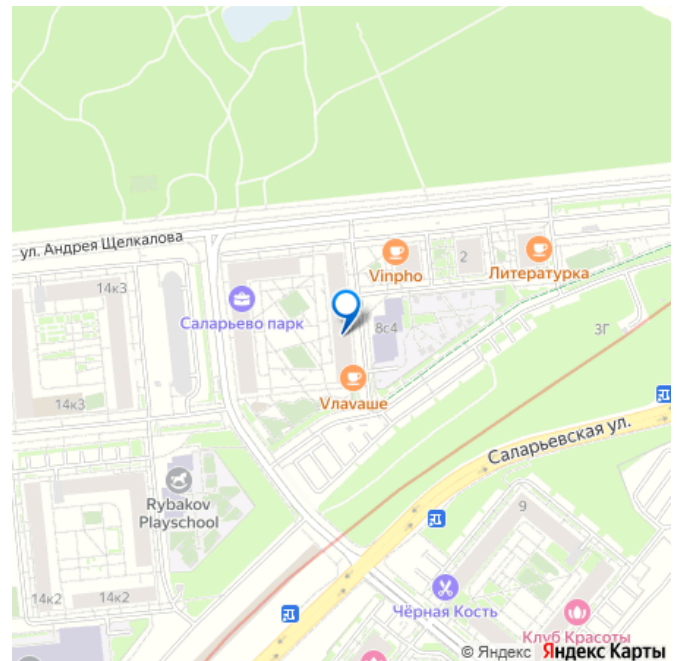 ул. Андрея Щелкалова
Vinpho
2
Литературка
14к3
Саларьево парк
8с4
3Г
Vлаvаше
14к3
Саларьевская ул.
Rybakov
Playschool
9
14к2
14к2
Чёрная Кость
Клуб Красоты
© Яндекс Яндекс Карты